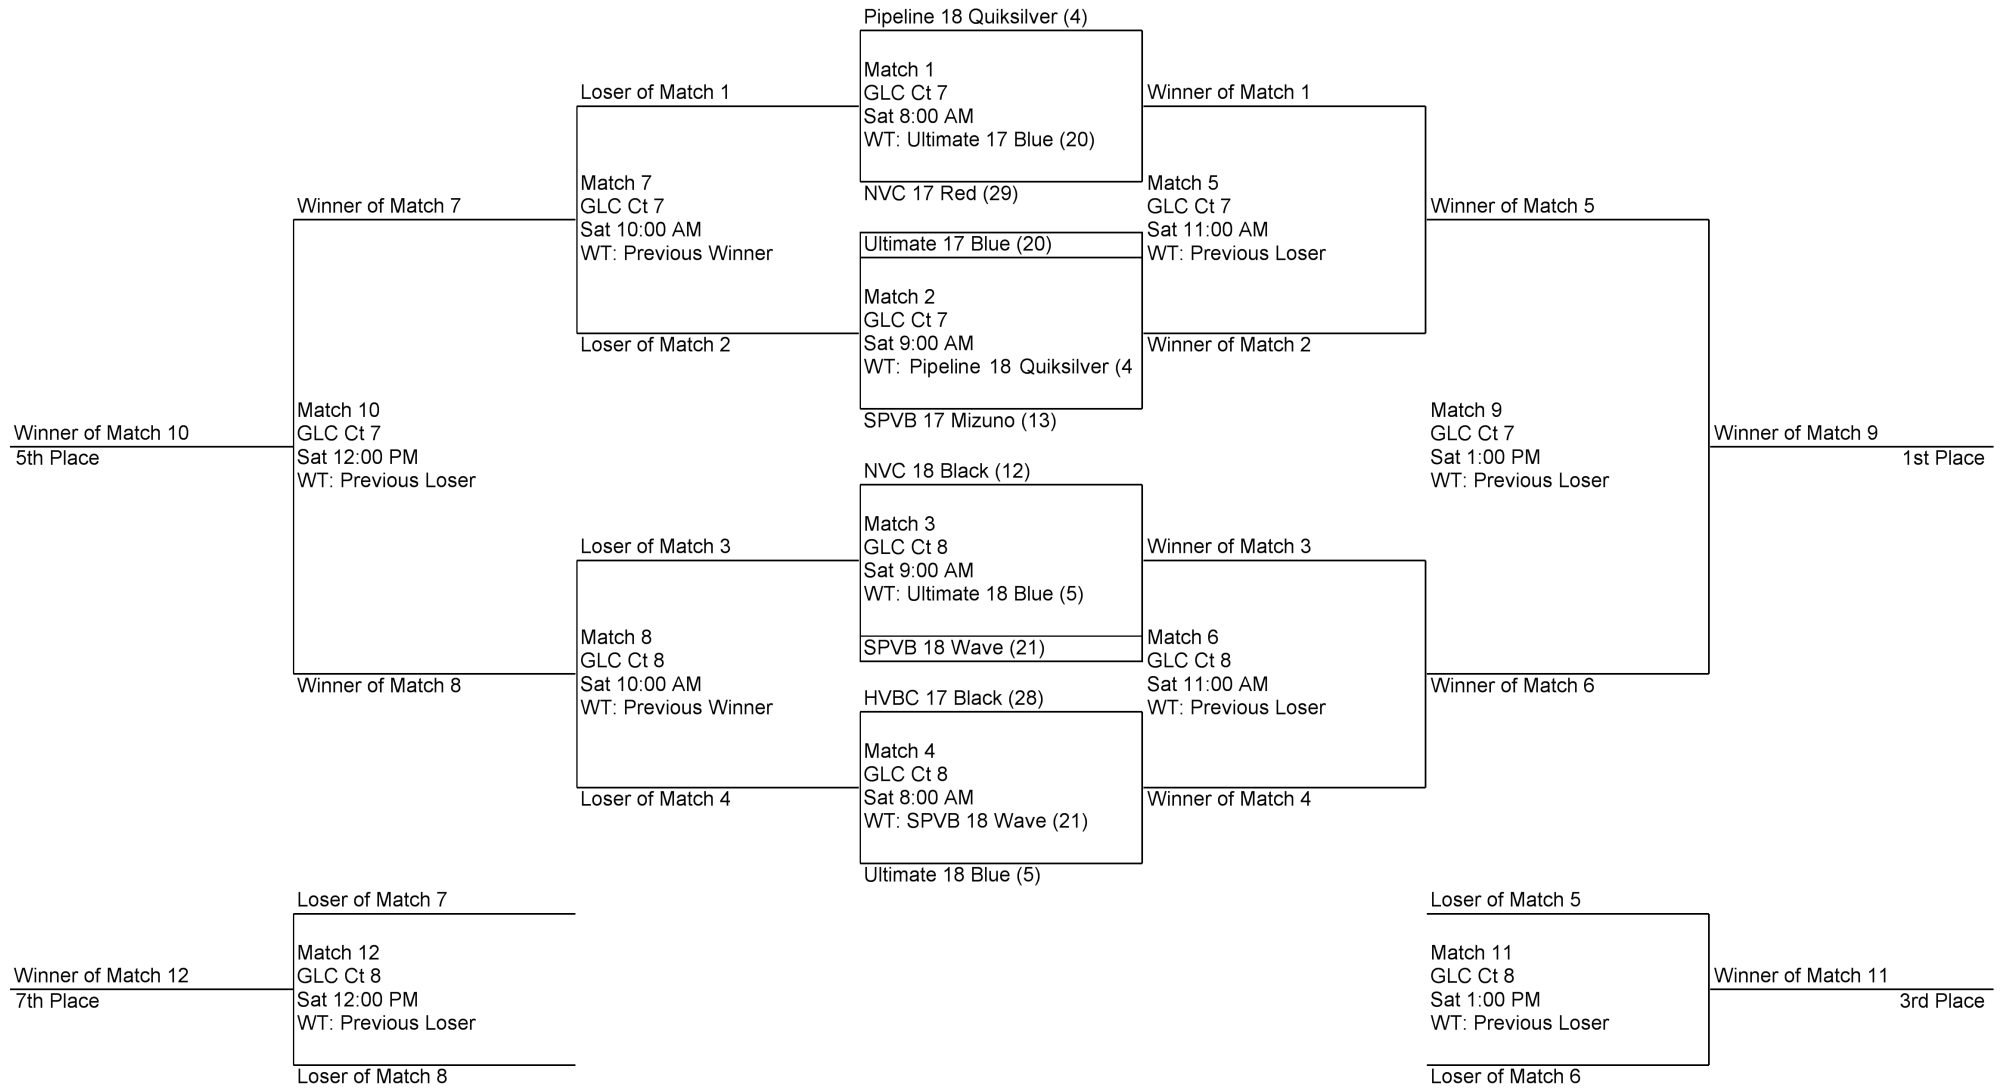 Pipeline 18 Quiksilver (4)
Match 1
GLC Ct 7
Sat 8:00 AM
WT: Ultimate 17 Blue (20)
NVC 17 Red (29)
Loser of Match 1
Winner of Match 1
Match 7
GLC Ct 7
Sat 10:00 AM
WT: Previous Winner
Match 5
GLC Ct 7
Sat 11:00 AM
WT: Previous Loser
Winner of Match 7
Winner of Match 5
Ultimate 17 Blue (20)
Match 2
GLC Ct 7
Sat 9:00 AM
WT: Pipeline 18 Quiksilver (4
SPVB 17 Mizuno (13)
Loser of Match 2
Winner of Match 2
Match 10
GLC Ct 7
Sat 12:00 PM
WT: Previous Loser
Match 9
GLC Ct 7
Sat 1:00 PM
WT: Previous Loser
Winner of Match 10
5th Place
Winner of Match 9
1st Place
NVC 18 Black (12)
Match 3
GLC Ct 8
Sat 9:00 AM
WT: Ultimate 18 Blue (5)
SPVB 18 Wave (21)
Loser of Match 3
Winner of Match 3
Match 8
GLC Ct 8
Sat 10:00 AM
WT: Previous Winner
Match 6
GLC Ct 8
Sat 11:00 AM
WT: Previous Loser
Winner of Match 8
Winner of Match 6
HVBC 17 Black (28)
Match 4
GLC Ct 8
Sat 8:00 AM
WT: SPVB 18 Wave (21)
Ultimate 18 Blue (5)
Loser of Match 4
Winner of Match 4
Loser of Match 7
Match 12
GLC Ct 8
Sat 12:00 PM
WT: Previous Loser
Loser of Match 8
Winner of Match 12
7th Place
Loser of Match 5
Match 11
GLC Ct 8
Sat 1:00 PM
WT: Previous Loser
Loser of Match 6
Winner of Match 11
3rd Place